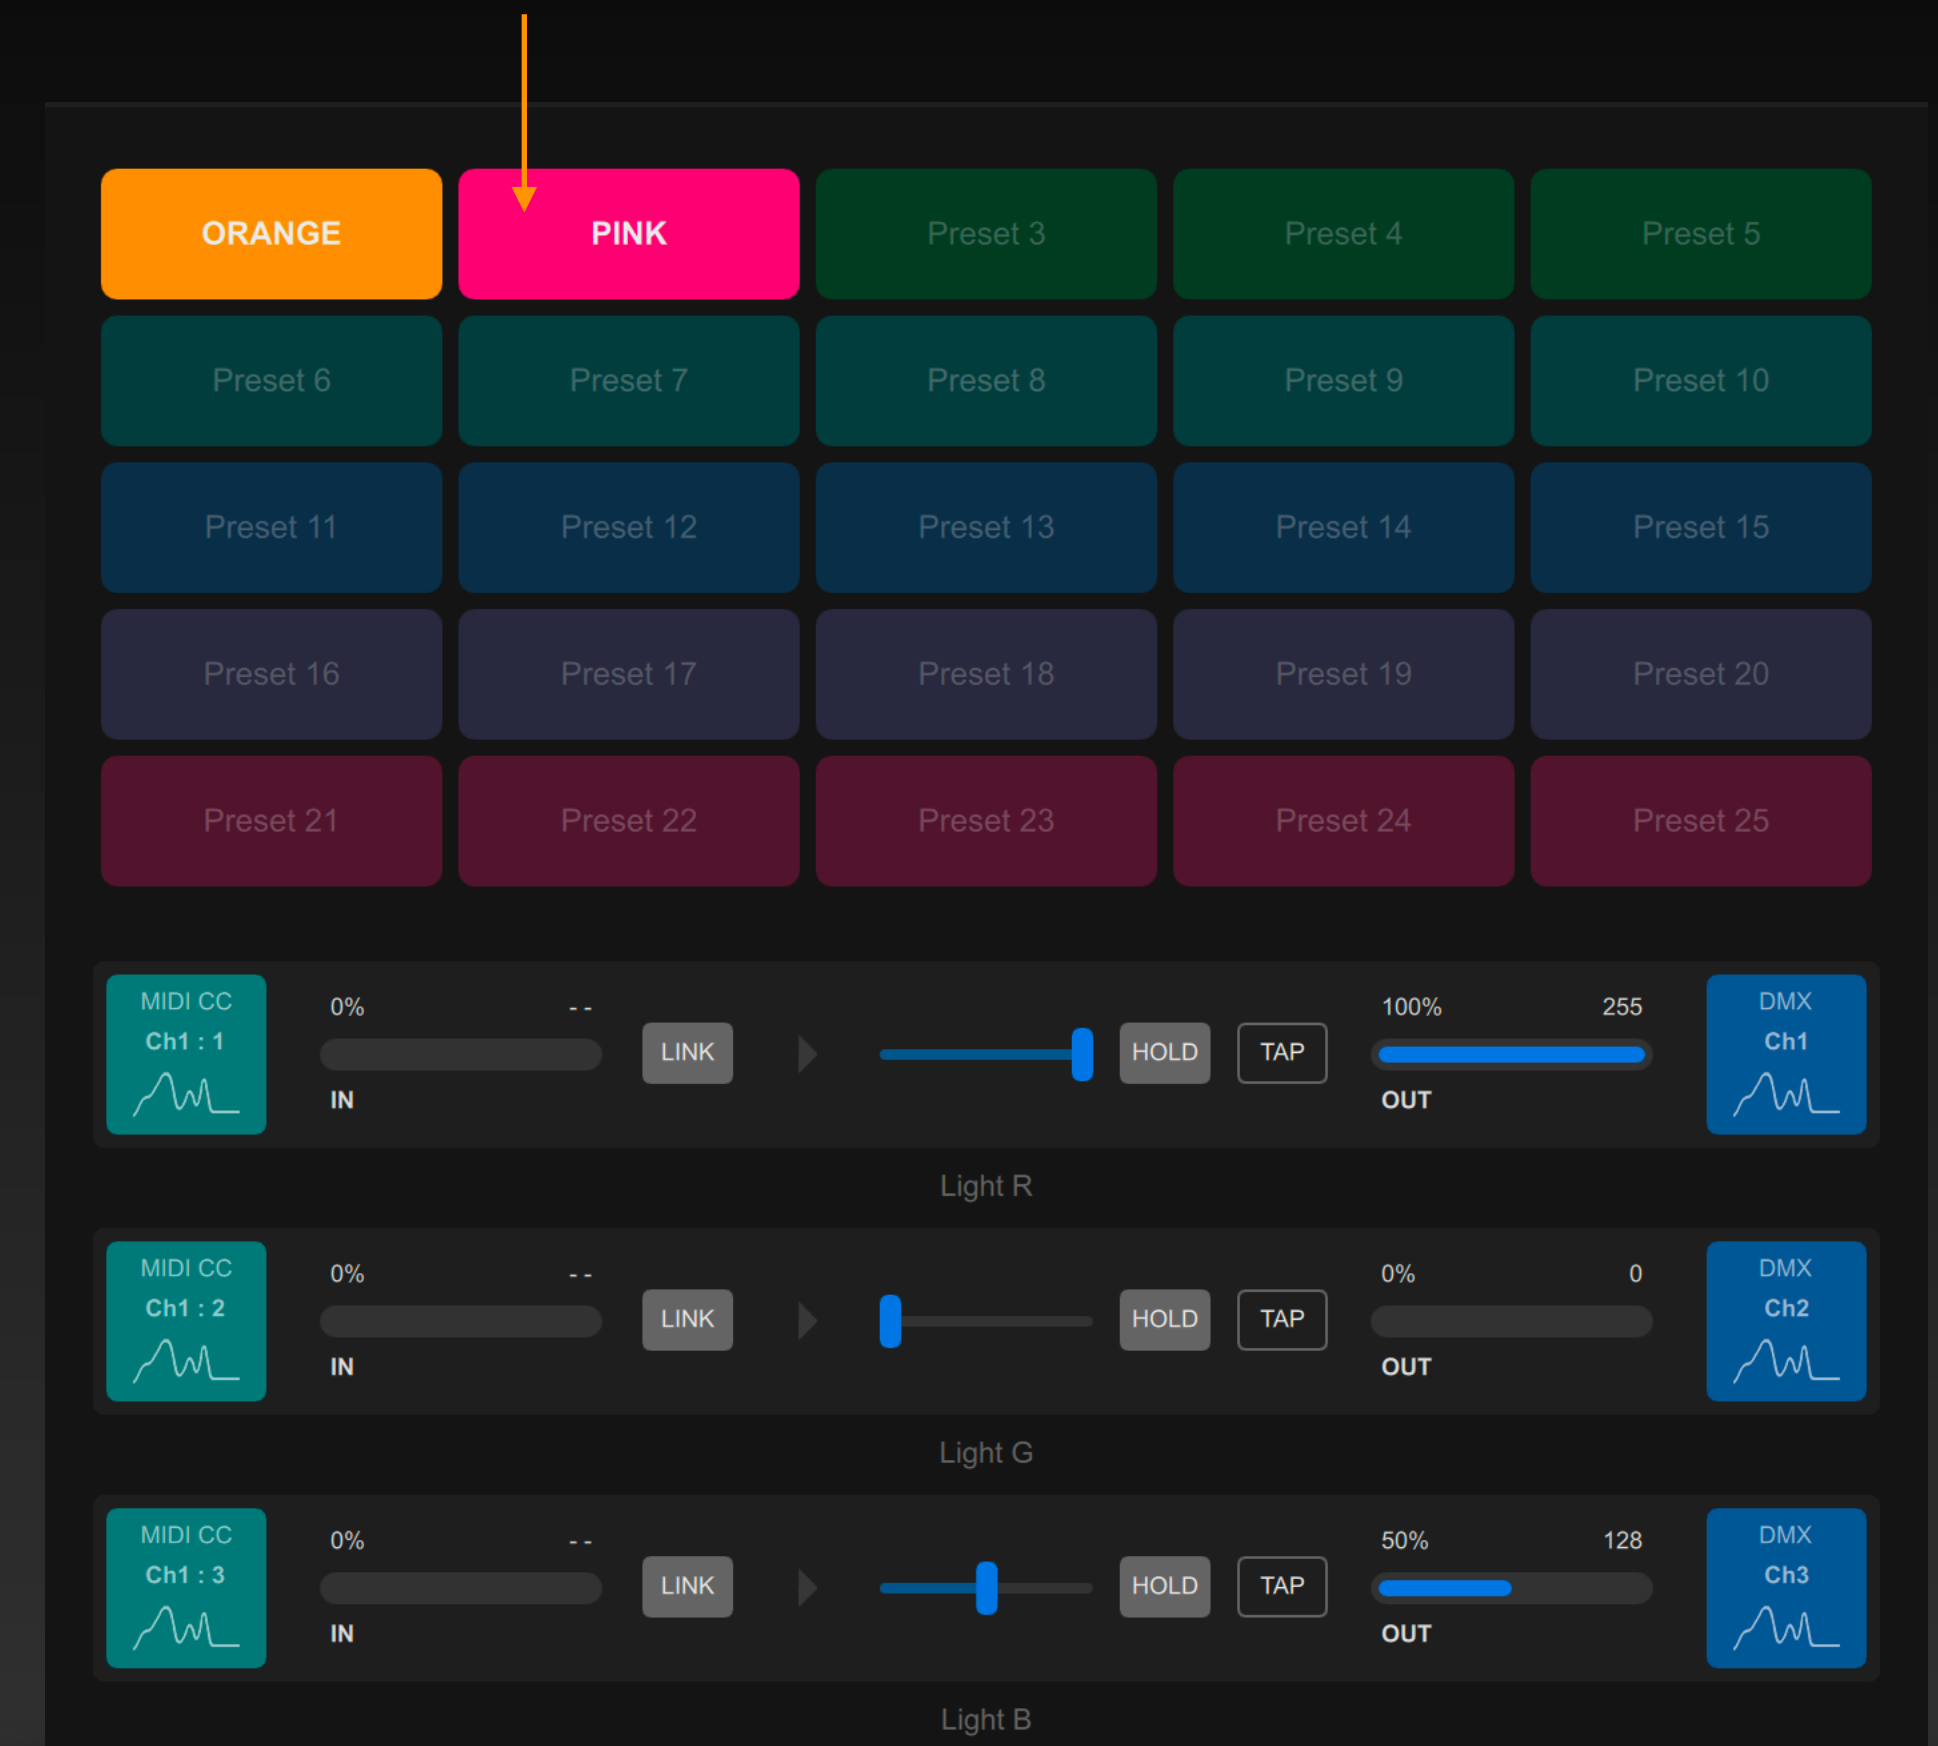 ORANGE PINK Preset 3 Preset 4 Preset 5
Preset 6 Preset 7 Preset 8 Preset 9 Preset 10
Preset 11 Preset 12 Preset 13 Preset 14 Preset 15
Preset 16 Preset 17 Preset 18 Preset 19 Preset 20
Preset 21 Preset 22 Preset 23 Preset 24 Preset 25
MIDI CC 0% -- 100% 255 DMX
Ch1 : 1 LINK HOLD TAP Ch1
IN OUT
Light R
MIDI CC 0% -- 0% 0 DMX
Ch1 : 2 LINK HOLD TAP Ch2
IN OUT
Light G
MIDI CC 0% -- 50% 128 DMX
Ch1 : 3 LINK HOLD TAP Ch3
IN OUT
Light B